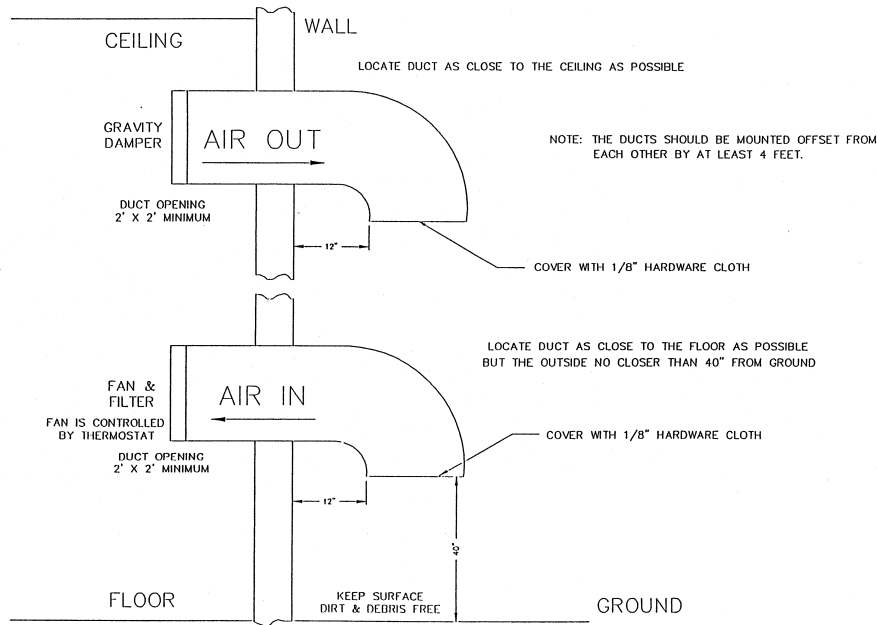 CEILING
WALL
LOCATE DUCT AS CLOSE TO THE CEILING AS POSSIBLE
GRAVITY
DAMPER
AIR OUT
NOTE: THE DUCTS SHOULD BE MOUNTED OFFSET FROM
EACH OTHER BY AT LEAST 4 FEET.
DUCT OPENING
2' X 2' MINIMUM
12"
COVER WITH 1/8" HARDWARE CLOTH
LOCATE DUCT AS CLOSE TO THE FLOOR AS POSSIBLE
BUT THE OUTSIDE NO CLOSER THAN 40" FROM GROUND
FAN &
FILTER
AIR IN
FAN IS CONTROLLED
BY THERMOSTAT
COVER WITH 1/8" HARDWARE CLOTH
DUCT OPENING
2' X 2' MINIMUM
12"
40"
KEEP SURFACE
DIRT & DEBRIS FREE
FLOOR
GROUND